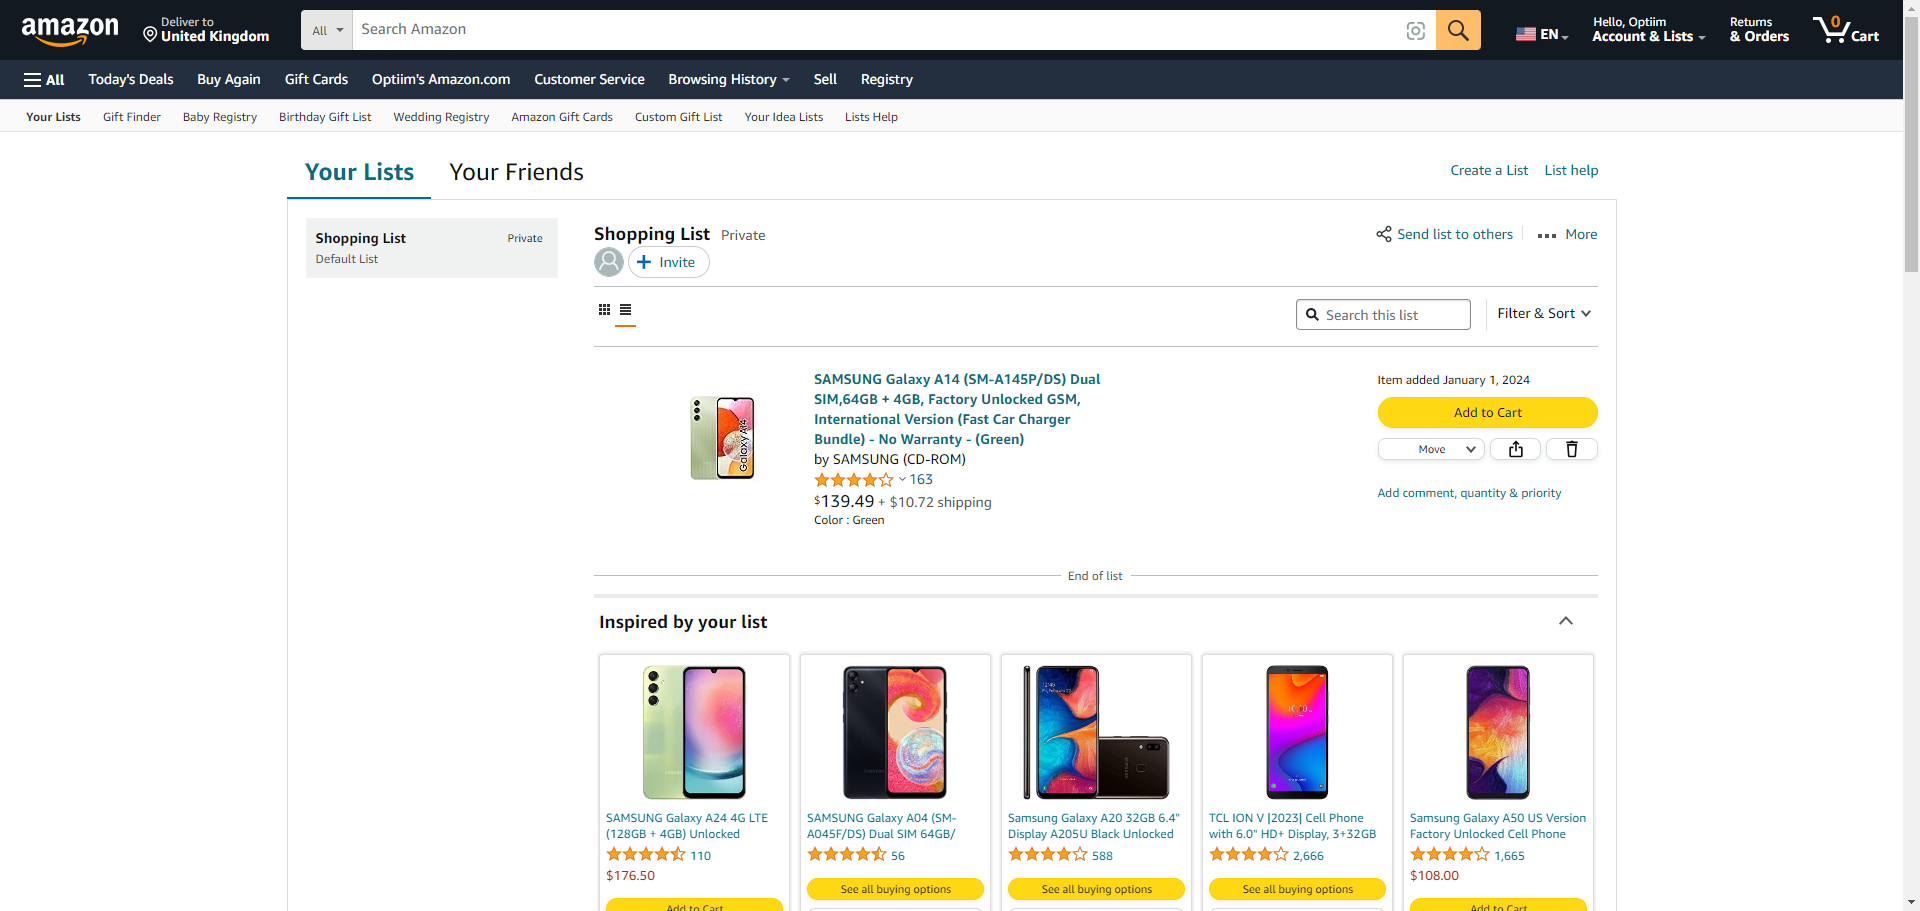 amazon
Deliver to
United Kingdom
All
Search Amazon
EN
Hello, Optiim
Account & Lists
Returns
& Orders
0
Cart
All
Today's Deals
Buy Again
Gift Cards
Optiim's Amazon.com
Customer Service
Browsing History
Sell
Registry
Your Lists
Gift Finder
Baby Registry
Birthday Gift List
Wedding Registry
Amazon Gift Cards
Custom Gift List
Your Idea Lists
Lists Help
Your Lists
Your Friends
Create a List
List help
Shopping List
Private
Default List
Shopping List
Private
Send list to others
More
Invite
Search this list
Filter & Sort
Galaxy A14
SAMSUNG Galaxy A14 (SM-A145P/DS) Dual
SIM,64GB + 4GB, Factory Unlocked GSM,
International Version (Fast Car Charger
Bundle) - No Warranty - (Green)
by SAMSUNG (CD-ROM)
163
$139.49 + $10.72 shipping
Color : Green
Item added January 1, 2024
Add to Cart
Move
Add comment, quantity & priority
End of list
Inspired by your list
SAMSUNG Galaxy A24 4G LTE
(128GB + 4GB) Unlocked
110
$176.50
Add to Cart
SAMSUNG Galaxy A04 (SM-
A045F/DS) Dual SIM 64GB/
56
See all buying options
Samsung Galaxy A20 32GB 6.4"
Display A205U Black Unlocked
588
See all buying options
TCL ION V |2023| Cell Phone
with 6.0" HD+ Display, 3+32GB
2,666
See all buying options
Samsung Galaxy A50 US Version
Factory Unlocked Cell Phone
1,665
$108.00
Add to Cart